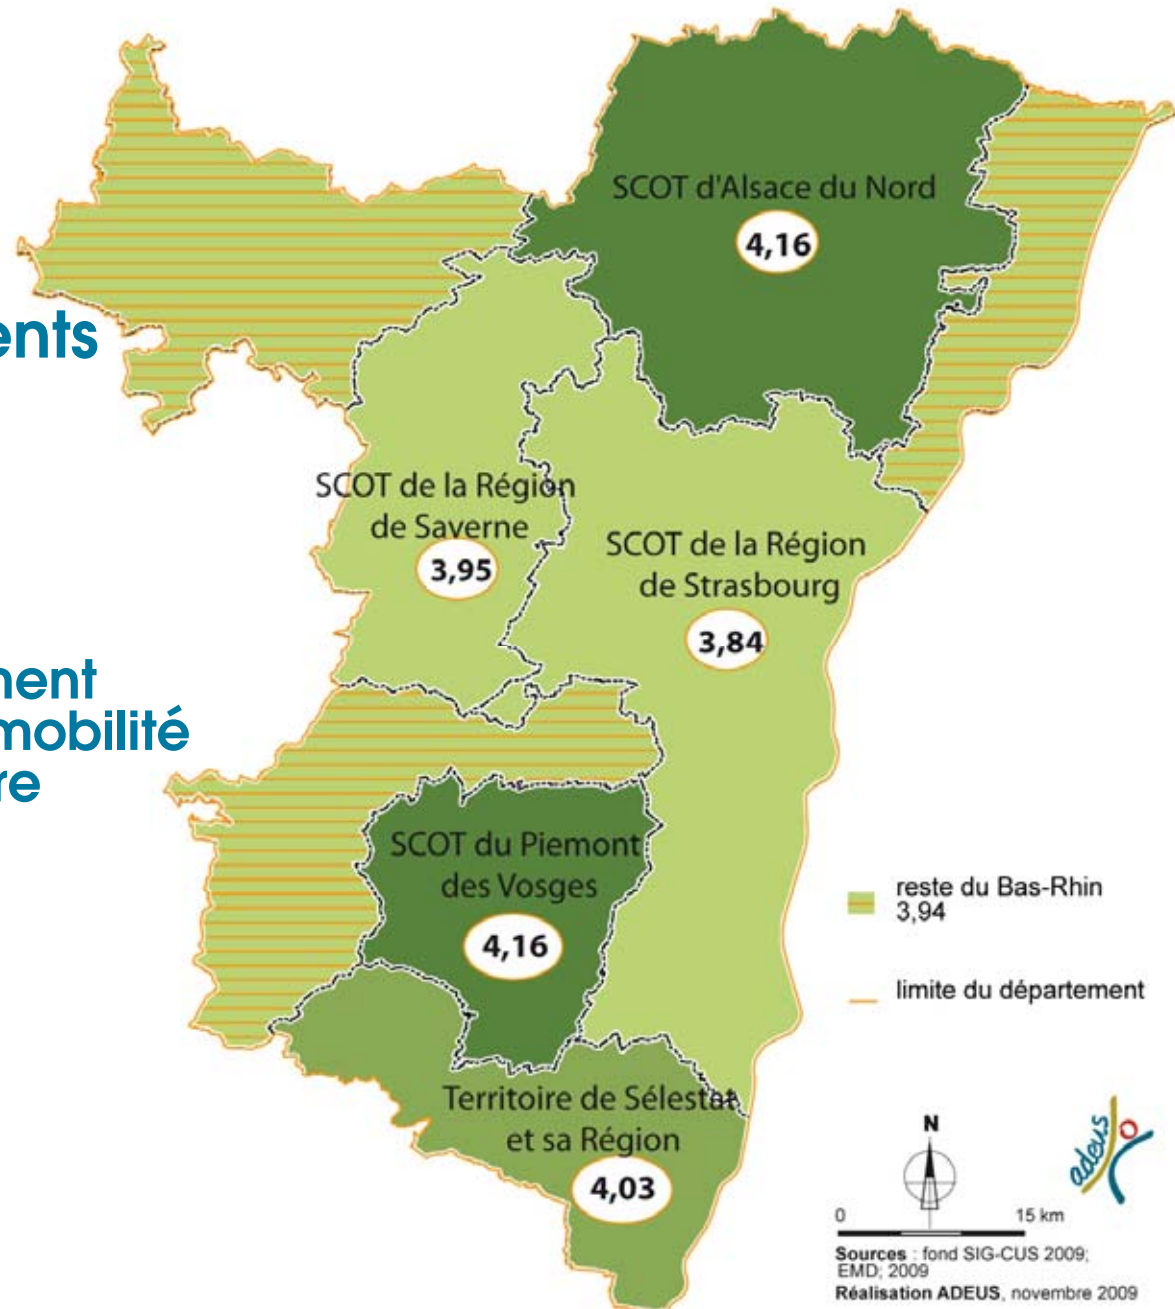 SCOT d'Alsace du Nord
4,16
ents
SCOT de la Région
de Saverne
3,95
SCOT de la Région
de Strasbourg
3,84
ment
mobilité
re
SCOT du Piemont
des Vosges
4,16
reste du Bas-Rhin
3,94
limite du département
Territoire de Sélestat
et sa Région
4,03
N
adeus
0 15 km
Sources : fond SIG-CUS 2009;
EMD; 2009
Réalisation ADEUS, novembre 2009